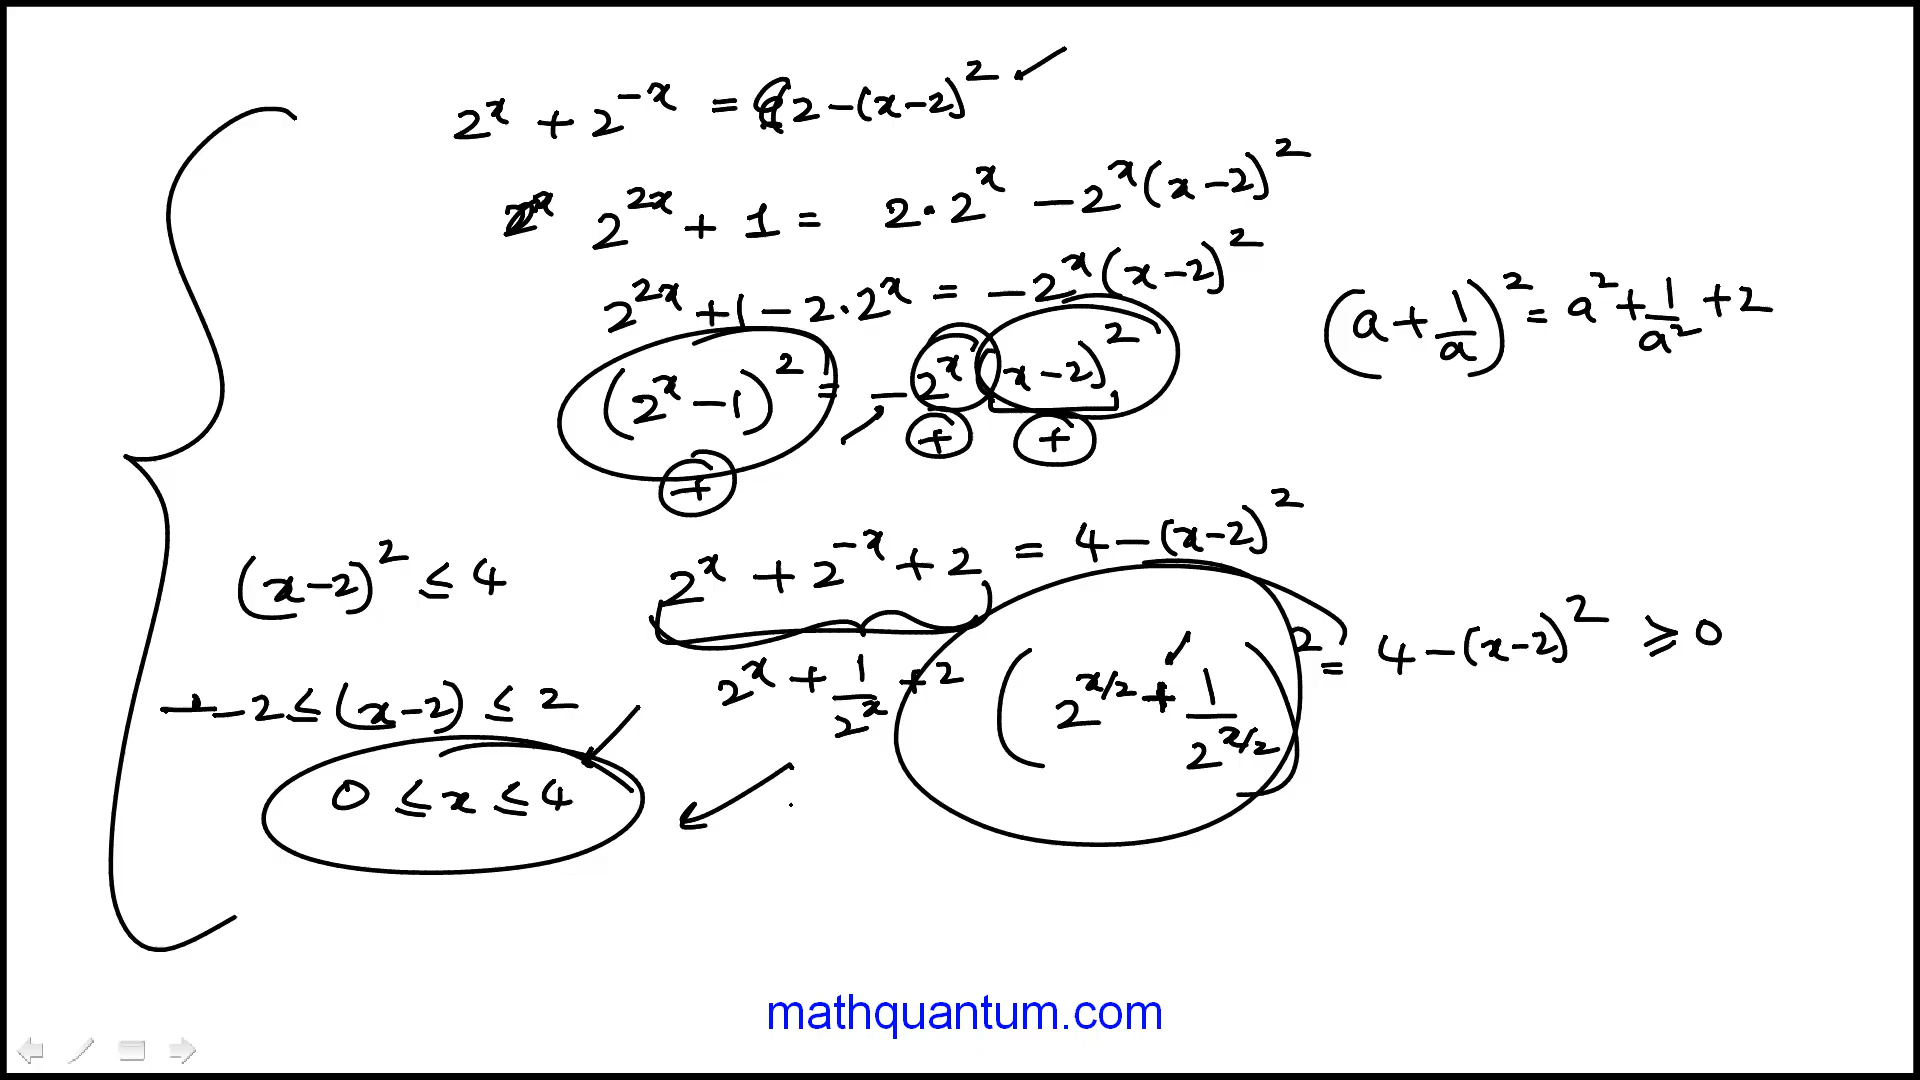 2^x + 2^{-x} = 2 - (x-2)^2
2^{2x} + 1 = 2 · 2^x - 2^x (x-2)^2
2^{2x} + 1 - 2 · 2^x = -2^x (x-2)^2
(2^x - 1)^2 = -2^x (x-2)^2
+ + +
(a + 1/a)^2 = a^2 + 1/a^2 + 2
2^x + 2^{-x} + 2 = 4 - (x-2)^2
2^x + 1/2^x + 2
(2^{x/2} + 1/2^{x/2})^2 = 4 - (x-2)^2 ≥ 0
(x-2)^2 ≤ 4
-2 ≤ (x-2) ≤ 2
0 ≤ x ≤ 4
mathquantum.com